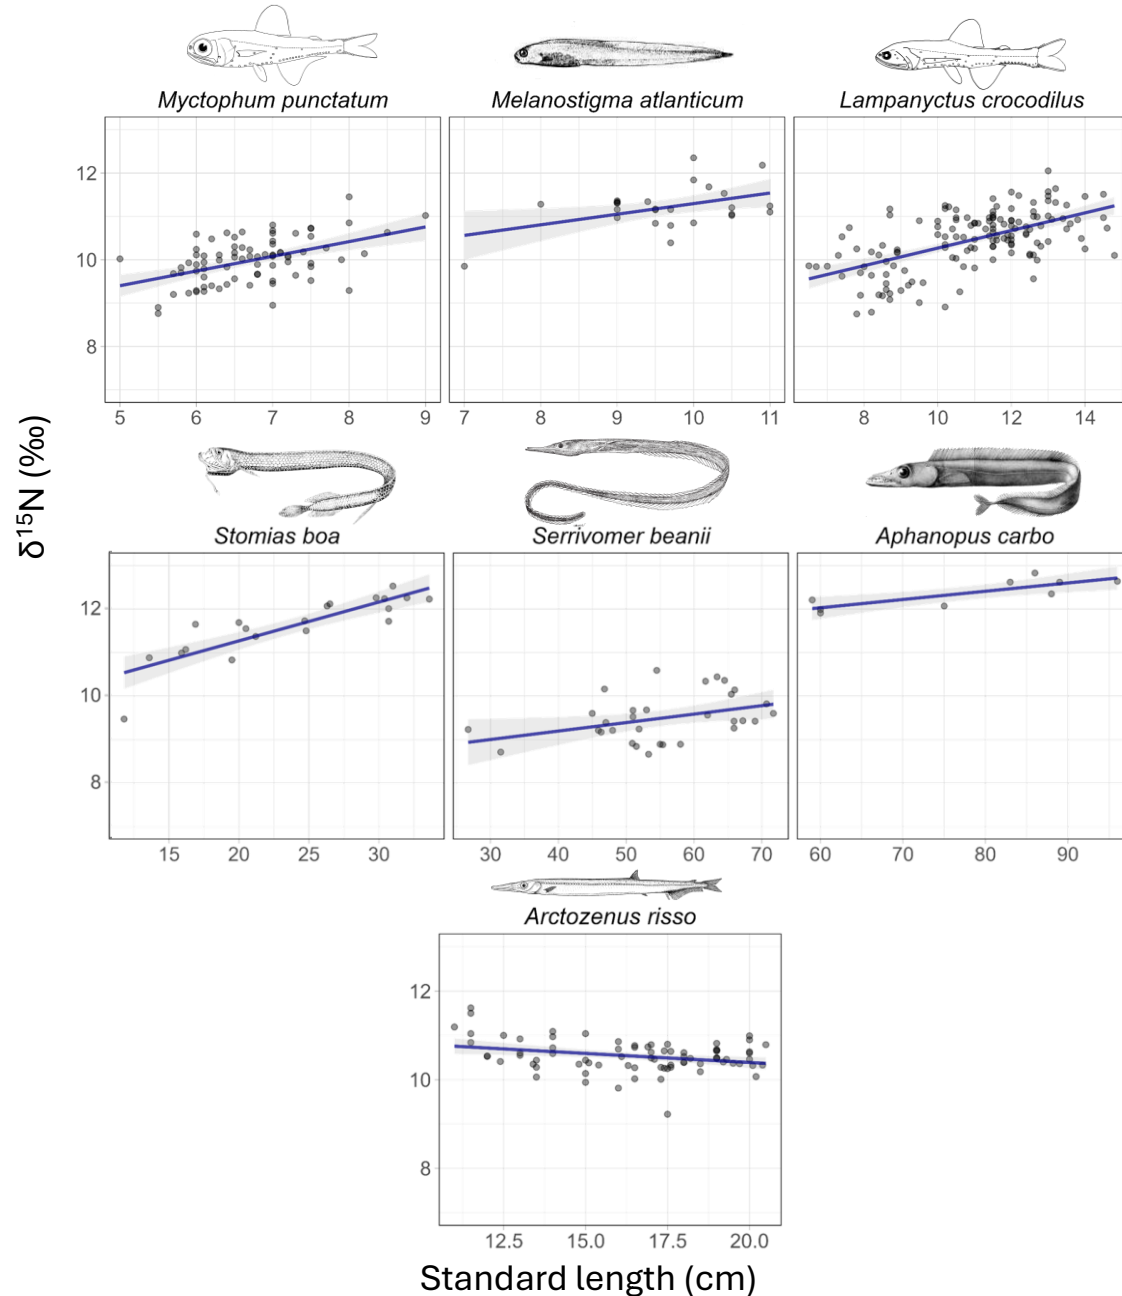 Myctophum punctatum Melanostigma atlanticum Lampanyctus crocodilus
12
10
8
5 6 7 8 9 7 8 9 10 11 8 10 12 14
δ¹⁵N (‰)
Stomias boa Serrivomer beanii Aphanopus carbo
12
10
8
15 20 25 30 30 40 50 60 70 60 70 80 90
Arctozenus risso
12
10
8
12.5 15.0 17.5 20.0
Standard length (cm)